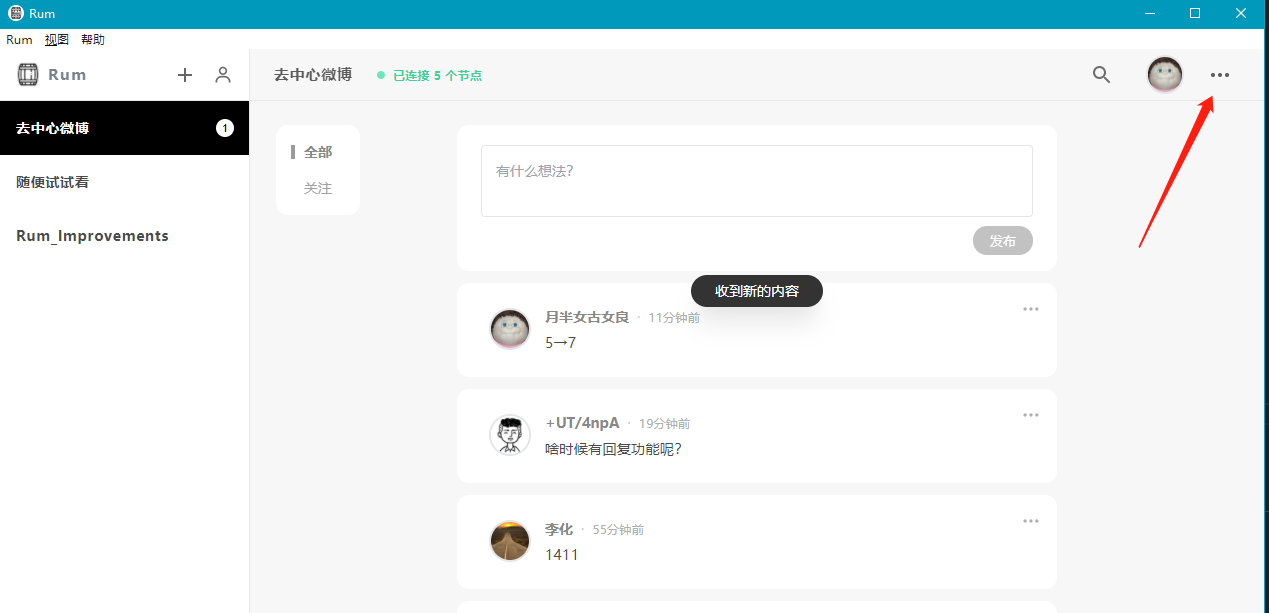 Rum
Rum 视图 帮助
Rum
去中心微博 1
随便试试看
Rum_Improvements
去中心微博 已连接 5 个节点
全部
关注
有什么想法？
发布
收到新的内容
月半女古女良 · 11分钟前
5→7
+UT/4npA · 19分钟前
啥时候有回复功能呢？
李化 · 55分钟前
1411